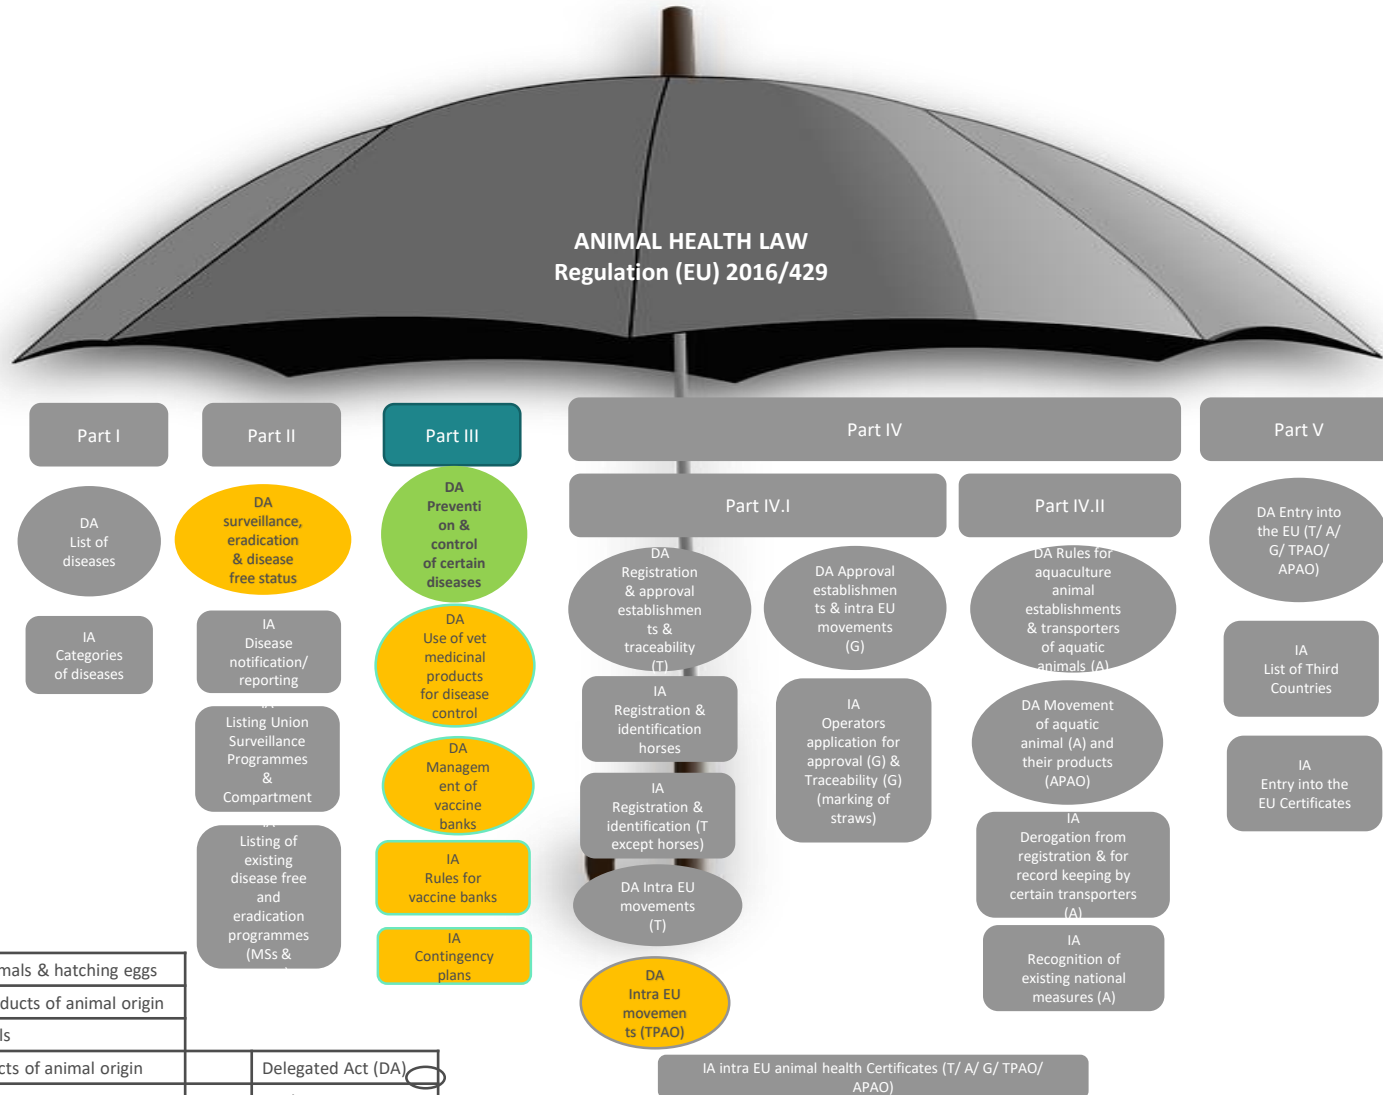 ANIMAL HEALTH LAW
Regulation (EU) 2016/429
Part I
Part II
Part III
Part IV
Part V
Part IV.I
Part IV.II
DA
List of
diseases
IA
Categories
of diseases
DA
surveillance,
eradication
& disease
free status
IA
Disease
notification/
reporting
Listing Union
Surveillance
Programmes
&
Compartment
Listing of
existing
disease free
and
eradication
programmes
(MSs &
DA
Preventi
on &
control
of certain
diseases
DA
Use of vet
medicinal
products
for disease
control
DA
Managem
ent of
vaccine
banks
IA
Rules for
vaccine banks
IA
Contingency
plans
DA
Registration
& approval
establishmen
ts &
traceability
(T)
IA
Registration &
identification
horses
IA
Registration &
identification (T
except horses)
DA Intra EU
movements
(T)
DA
Intra EU
movemen
ts (TPAO)
DA Approval
establishmen
ts & intra EU
movements
(G)
IA
Operators
application for
approval (G) &
Traceability (G)
(marking of
straws)
DA Rules for
aquaculture
animal
establishments
& transporters
of aquatic
animals (A)
DA Movement
of aquatic
animal (A) and
their products
(APAO)
IA
Derogation from
registration & for
record keeping by
certain transporters
(A)
IA
Recognition of
existing national
measures (A)
DA Entry into
the EU (T/ A/
G/ TPAO/
APAO)
IA
List of Third
Countries
IA
Entry into the
EU Certificates
IA intra EU animal health Certificates (T/ A/ G/ TPAO/
APAO)
mals & hatching eggs
ducts of animal origin
ls
cts of animal origin
Delegated Act (DA)